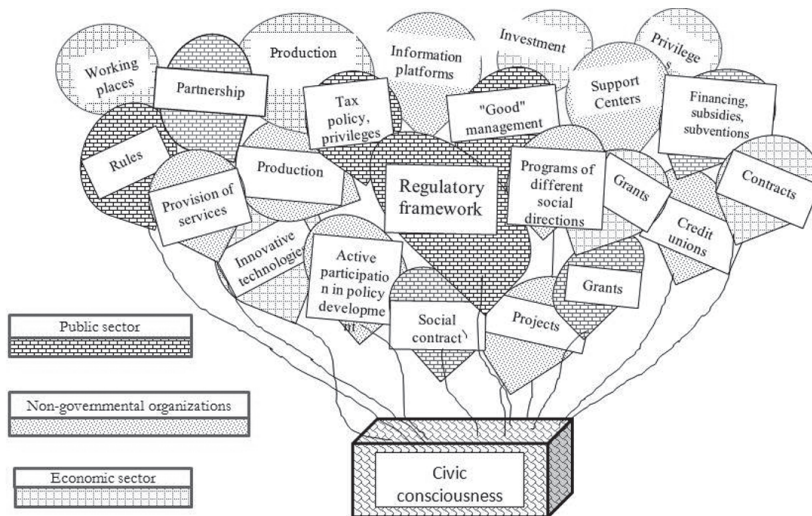 Working
places
Partnership
Production
Information
platforms
Investment
Privilege
s
Support
Centers
Tax
policy,
privileges
"Good"
management
Financing,
subsidies,
subventions
Rules
Provision of
services
Production
Regulatory
framework
Programs of
different
social
directions
Grants
Contracts
Credit
unions
Innovative
technologies
Active
participatio
n in policy
developme
nt
Social
contract
Projects
Grants
Public sector
Non-governmental organizations
Economic sector
Civic
consciousness